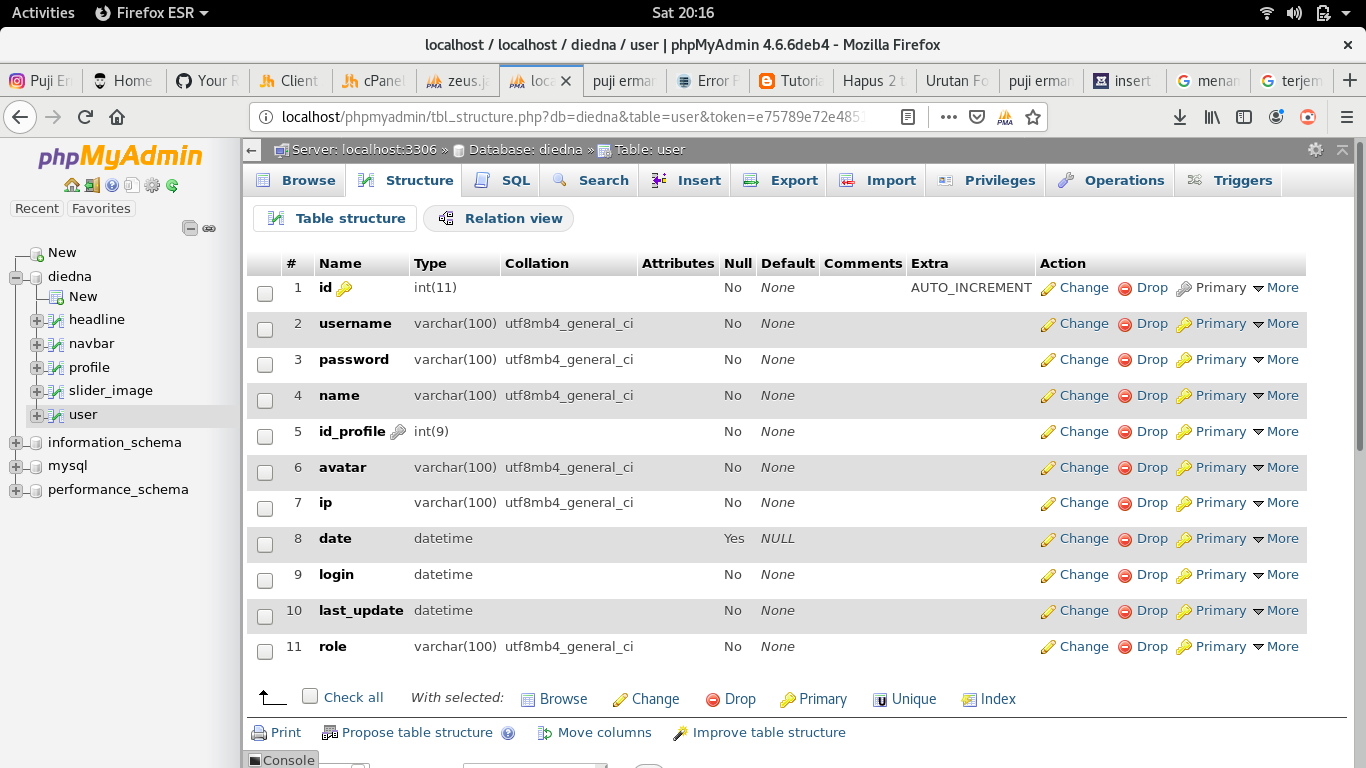 Activities Firefox ESR Sat 20:16
localhost / localhost / diedna / user | phpMyAdmin 4.6.6deb4 - Mozilla Firefox
Puji Er Home Your R Client cPanel zeus.ja loca puji erman Error F Tutoria Hapus 2 t Urutan Fo puji erman insert menan terjem
localhost/phpmyadmin/tbl_structure.php?db=diedna&table=user&token=e75789e72e4851
phpMyAdmin
Recent Favorites
New
diedna
New
headline
navbar
profile
slider_image
user
information_schema
mysql
performance_schema
Server: localhost:3306 » Database: diedna » Table: user
Browse Structure SQL Search Insert Export Import Privileges Operations Triggers
Table structure Relation view
# Name Type Collation Attributes Null Default Comments Extra Action
1 id int(11) No None AUTO_INCREMENT Change Drop Primary More
2 username varchar(100) utf8mb4_general_ci No None Change Drop Primary More
3 password varchar(100) utf8mb4_general_ci No None Change Drop Primary More
4 name varchar(100) utf8mb4_general_ci No None Change Drop Primary More
5 id_profile int(9) No None Change Drop Primary More
6 avatar varchar(100) utf8mb4_general_ci No None Change Drop Primary More
7 ip varchar(100) utf8mb4_general_ci No None Change Drop Primary More
8 date datetime Yes NULL Change Drop Primary More
9 login datetime No None Change Drop Primary More
10 last_update datetime No None Change Drop Primary More
11 role varchar(100) utf8mb4_general_ci No None Change Drop Primary More
Check all With selected: Browse Change Drop Primary Unique Index
Print Propose table structure Move columns Improve table structure
Console